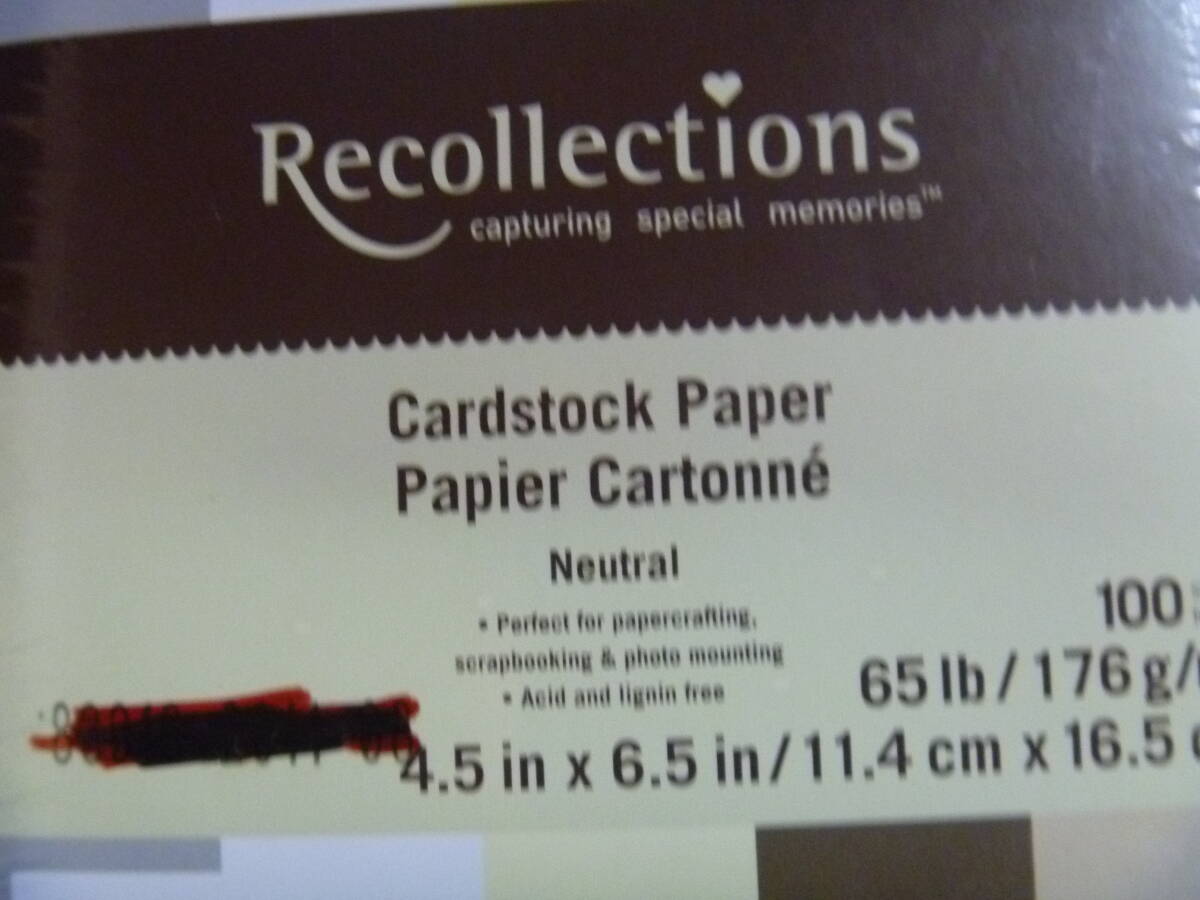 Recollections
capturing special memories™
Cardstock Paper
Papier Cartonné
Neutral
• Perfect for papercrafting,
scrapbooking & photo mounting
• Acid and lignin free
100
65 lb / 176 g/
4.5 in x 6.5 in / 11.4 cm x 16.5